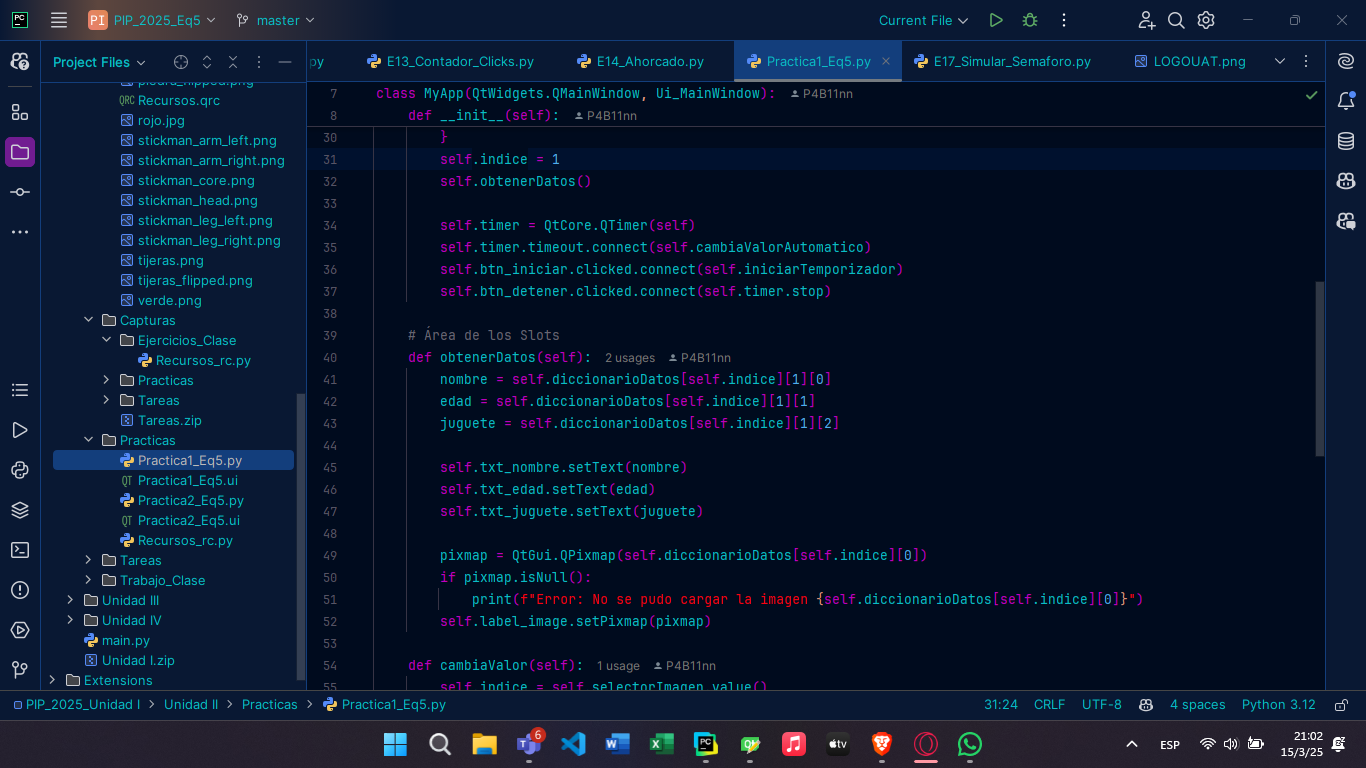 PC
PI PIP_2025_Eq5
master
Current File
Project Files
py
E13_Contador_Clicks.py
E14_Ahorcado.py
Practica1_Eq5.py
E17_Simular_Semaforo.py
LOGOUAT.png
piedra_flipped.png
QRC Recursos.qrc
rojo.jpg
stickman_arm_left.png
stickman_arm_right.png
stickman_core.png
stickman_head.png
stickman_leg_left.png
stickman_leg_right.png
tijeras.png
tijeras_flipped.png
verde.png
Capturas
Ejercicios_Clase
Recursos_rc.py
Practicas
Tareas
Tareas.zip
Practicas
Practica1_Eq5.py
QT Practica1_Eq5.ui
Practica2_Eq5.py
QT Practica2_Eq5.ui
Recursos_rc.py
Tareas
Trabajo_Clase
Unidad III
Unidad IV
main.py
Unidad I.zip
Extensions
7 class MyApp(QtWidgets.QMainWindow, Ui_MainWindow): P4B11nn
8 def __init__(self): P4B11nn
30 }
31 self.indice = 1
32 self.obtenerDatos()
33
34 self.timer = QtCore.QTimer(self)
35 self.timer.timeout.connect(self.cambiaValorAutomatico)
36 self.btn_iniciar.clicked.connect(self.iniciarTemporizador)
37 self.btn_detener.clicked.connect(self.timer.stop)
38
39 # Área de los Slots
40 def obtenerDatos(self): 2 usages P4B11nn
41 nombre = self.diccionarioDatos[self.indice][1][0]
42 edad = self.diccionarioDatos[self.indice][1][1]
43 juguete = self.diccionarioDatos[self.indice][1][2]
44
45 self.txt_nombre.setText(nombre)
46 self.txt_edad.setText(edad)
47 self.txt_juguete.setText(juguete)
48
49 pixmap = QtGui.QPixmap(self.diccionarioDatos[self.indice][0])
50 if pixmap.isNull():
51 print(f"Error: No se pudo cargar la imagen {self.diccionarioDatos[self.indice][0]}")
52 self.label_image.setPixmap(pixmap)
53
54 def cambiaValor(self): 1 usage P4B11nn
55 self.indice = self.selectorImagen.value()
PIP_2025_Unidad I > Unidad II > Practicas > Practica1_Eq5.py
31:24 CRLF UTF-8 4 spaces Python 3.12
6
PC
tv
ESP
21:02
15/3/25